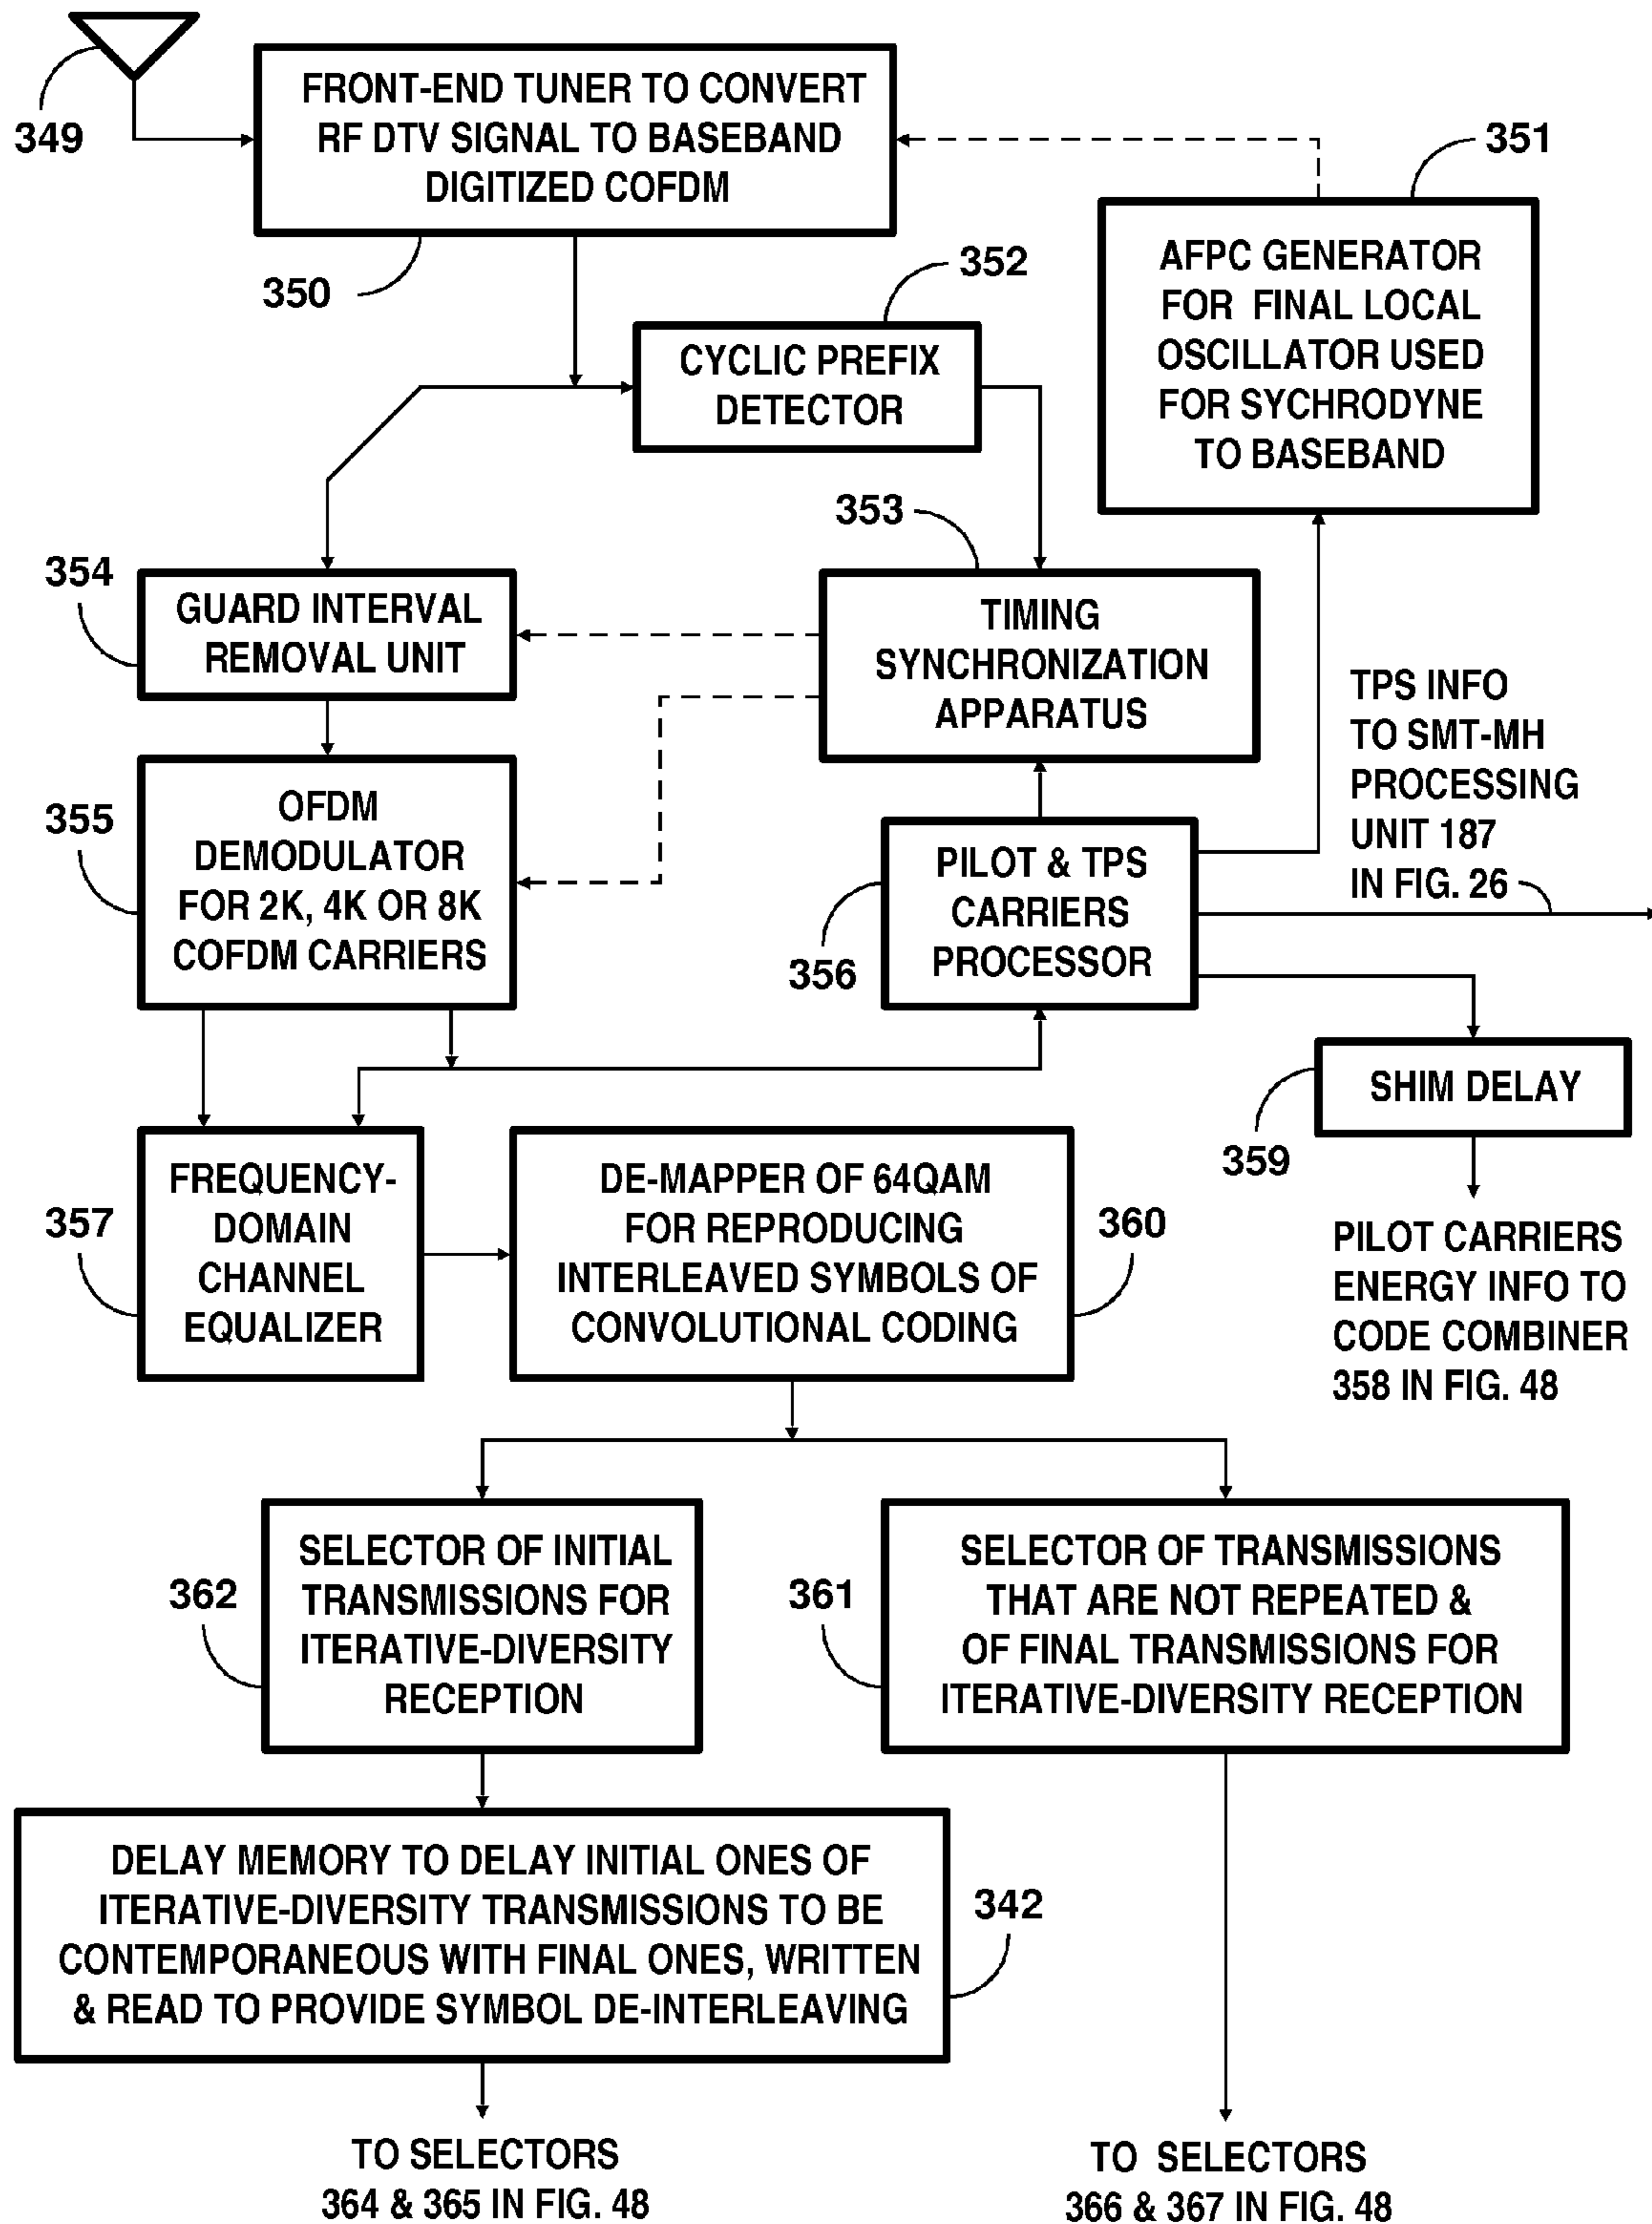 349
FRONT-END TUNER TO CONVERT
RF DTV SIGNAL TO BASEBAND
DIGITIZED COFDM
350
351
AFPC GENERATOR
FOR FINAL LOCAL
OSCILLATOR USED
FOR SYCHRODYNE
TO BASEBAND
352
CYCLIC PREFIX
DETECTOR
353
TIMING
SYNCHRONIZATION
APPARATUS
354
GUARD INTERVAL
REMOVAL UNIT
355
OFDM
DEMODULATOR
FOR 2K, 4K OR 8K
COFDM CARRIERS
356
PILOT & TPS
CARRIERS
PROCESSOR
TPS INFO
TO SMT-MH
PROCESSING
UNIT 187
IN FIG. 26
SHIM DELAY
359
PILOT CARRIERS
ENERGY INFO TO
CODE COMBINER
358 IN FIG. 48
357
FREQUENCY-
DOMAIN
CHANNEL
EQUALIZER
DE-MAPPER OF 64QAM
FOR REPRODUCING
INTERLEAVED SYMBOLS OF
CONVOLUTIONAL CODING
360
362
SELECTOR OF INITIAL
TRANSMISSIONS FOR
ITERATIVE-DIVERSITY
RECEPTION
361
SELECTOR OF TRANSMISSIONS
THAT ARE NOT REPEATED &
OF FINAL TRANSMISSIONS FOR
ITERATIVE-DIVERSITY RECEPTION
DELAY MEMORY TO DELAY INITIAL ONES OF
ITERATIVE-DIVERSITY TRANSMISSIONS TO BE
CONTEMPORANEOUS WITH FINAL ONES, WRITTEN
& READ TO PROVIDE SYMBOL DE-INTERLEAVING
342
TO SELECTORS
364 & 365 IN FIG. 48
TO SELECTORS
366 & 367 IN FIG. 48